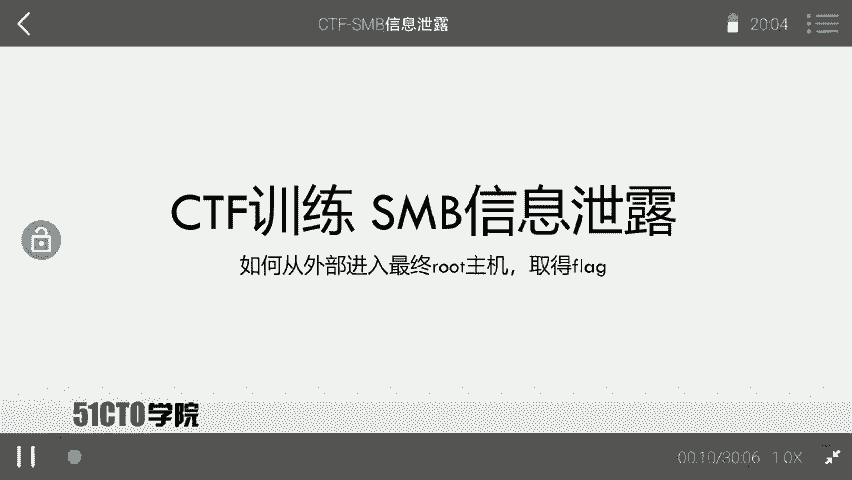 CTF-SMB信息泄露
20:04
CTF训练 SMB信息泄露
如何从外部进入最终root主机，取得flag
51CTO学院
00:10/30:06 1.0X